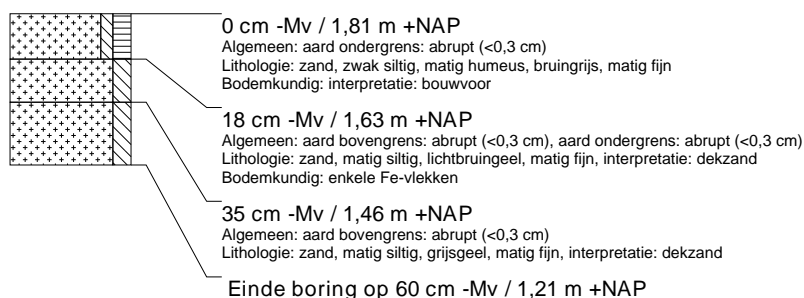 0 cm -Mv / 1,81 m +NAP
Algemeen: aard ondergrens: abrupt (<0,3 cm)
Lithologie: zand, zwak siltig, matig humeus, bruingrijs, matig fijn
Bodemkundig: interpretatie: bouwvoor
18 cm -Mv / 1,63 m +NAP
Algemeen: aard bovengrens: abrupt (<0,3 cm), aard ondergrens: abrupt (<0,3 cm)
Lithologie: zand, matig siltig, lichtbruingeel, matig fijn, interpretatie: dekzand
Bodemkundig: enkele Fe-vlekken
35 cm -Mv / 1,46 m +NAP
Algemeen: aard bovengrens: abrupt (<0,3 cm)
Lithologie: zand, matig siltig, grijsgeel, matig fijn, interpretatie: dekzand
Einde boring op 60 cm -Mv / 1,21 m +NAP